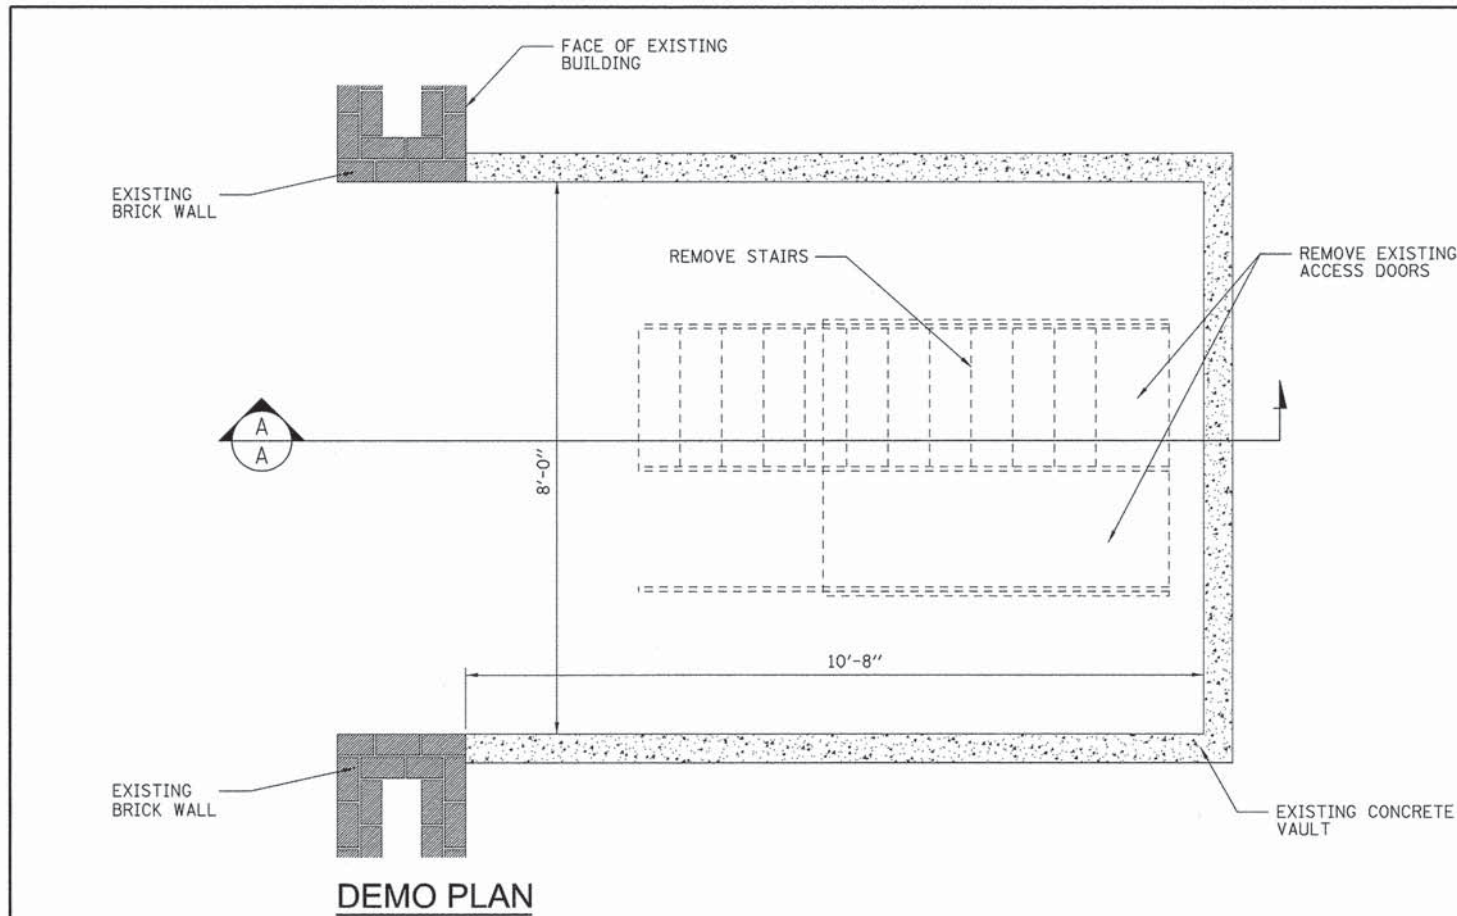 FACE OF EXISTING
BUILDING
EXISTING
BRICK WALL
REMOVE STAIRS
REMOVE EXISTING
ACCESS DOORS
A
A
8'-0"
10'-8"
EXISTING
BRICK WALL
EXISTING CONCRETE
VAULT
DEMO PLAN